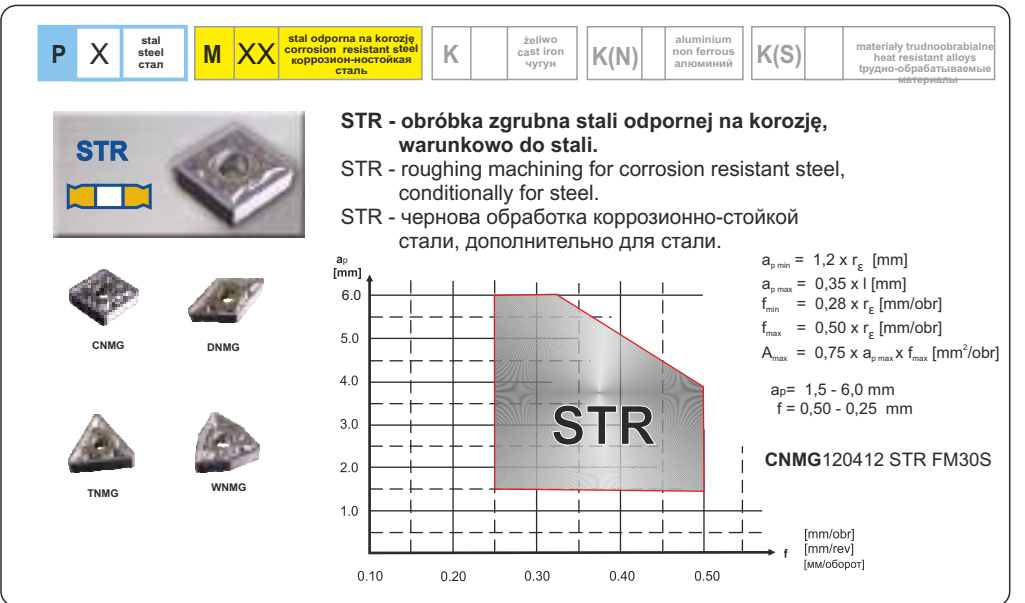 P X stal
steel
стал
M XX stal odporna na korozję
corrosion resistant steel
коррозион-ностойкая
сталь
K żeliwo
cast iron
чугун
K(N) aluminium
non ferrous
алюминий
K(S) materiały trudnoobrabialne
heat resistant alloys
трудно-обрабатываемые
материалы
STR
STR - obróbka zgrubna stali odpornej na korozję,
warunkowo do stali.
STR - roughing machining for corrosion resistant steel,
conditionally for steel.
STR - чернова обработка коррозионно-стойкой
стали, дополнительно для стали.
CNMG
DNMG
TNMG
WNMG
ap
[mm]
6.0
5.0
4.0
3.0
2.0
1.0
STR
0.10 0.20 0.30 0.40 0.50
f
[mm/obr]
[mm/rev]
[мм/оборот]
ap min = 1,2 x rε [mm]
ap max = 0,35 x l [mm]
fmin = 0,28 x rε [mm/obr]
fmax = 0,50 x rε [mm/obr]
Amax = 0,75 x ap max x fmax [mm²/obr]
ap= 1,5 - 6,0 mm
f = 0,50 - 0,25 mm
CNMG120412 STR FM30S